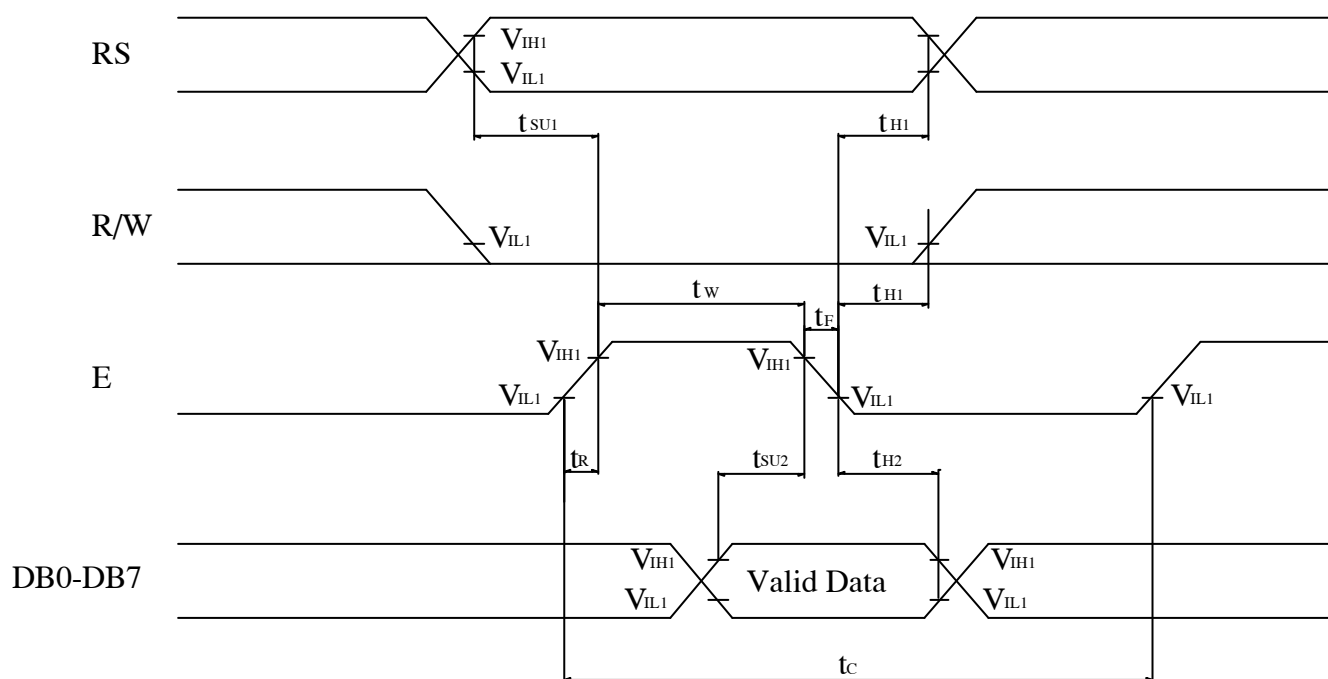 RS
VIH1
VIL1
tSU1
tH1
R/W
VIL1
VIL1
tW
tH1
tF
E
VIH1
VIH1
VIL1
VIL1
VIL1
tR
tSU2
tH2
DB0-DB7
VIH1
VIH1
Valid Data
VIL1
VIL1
tC